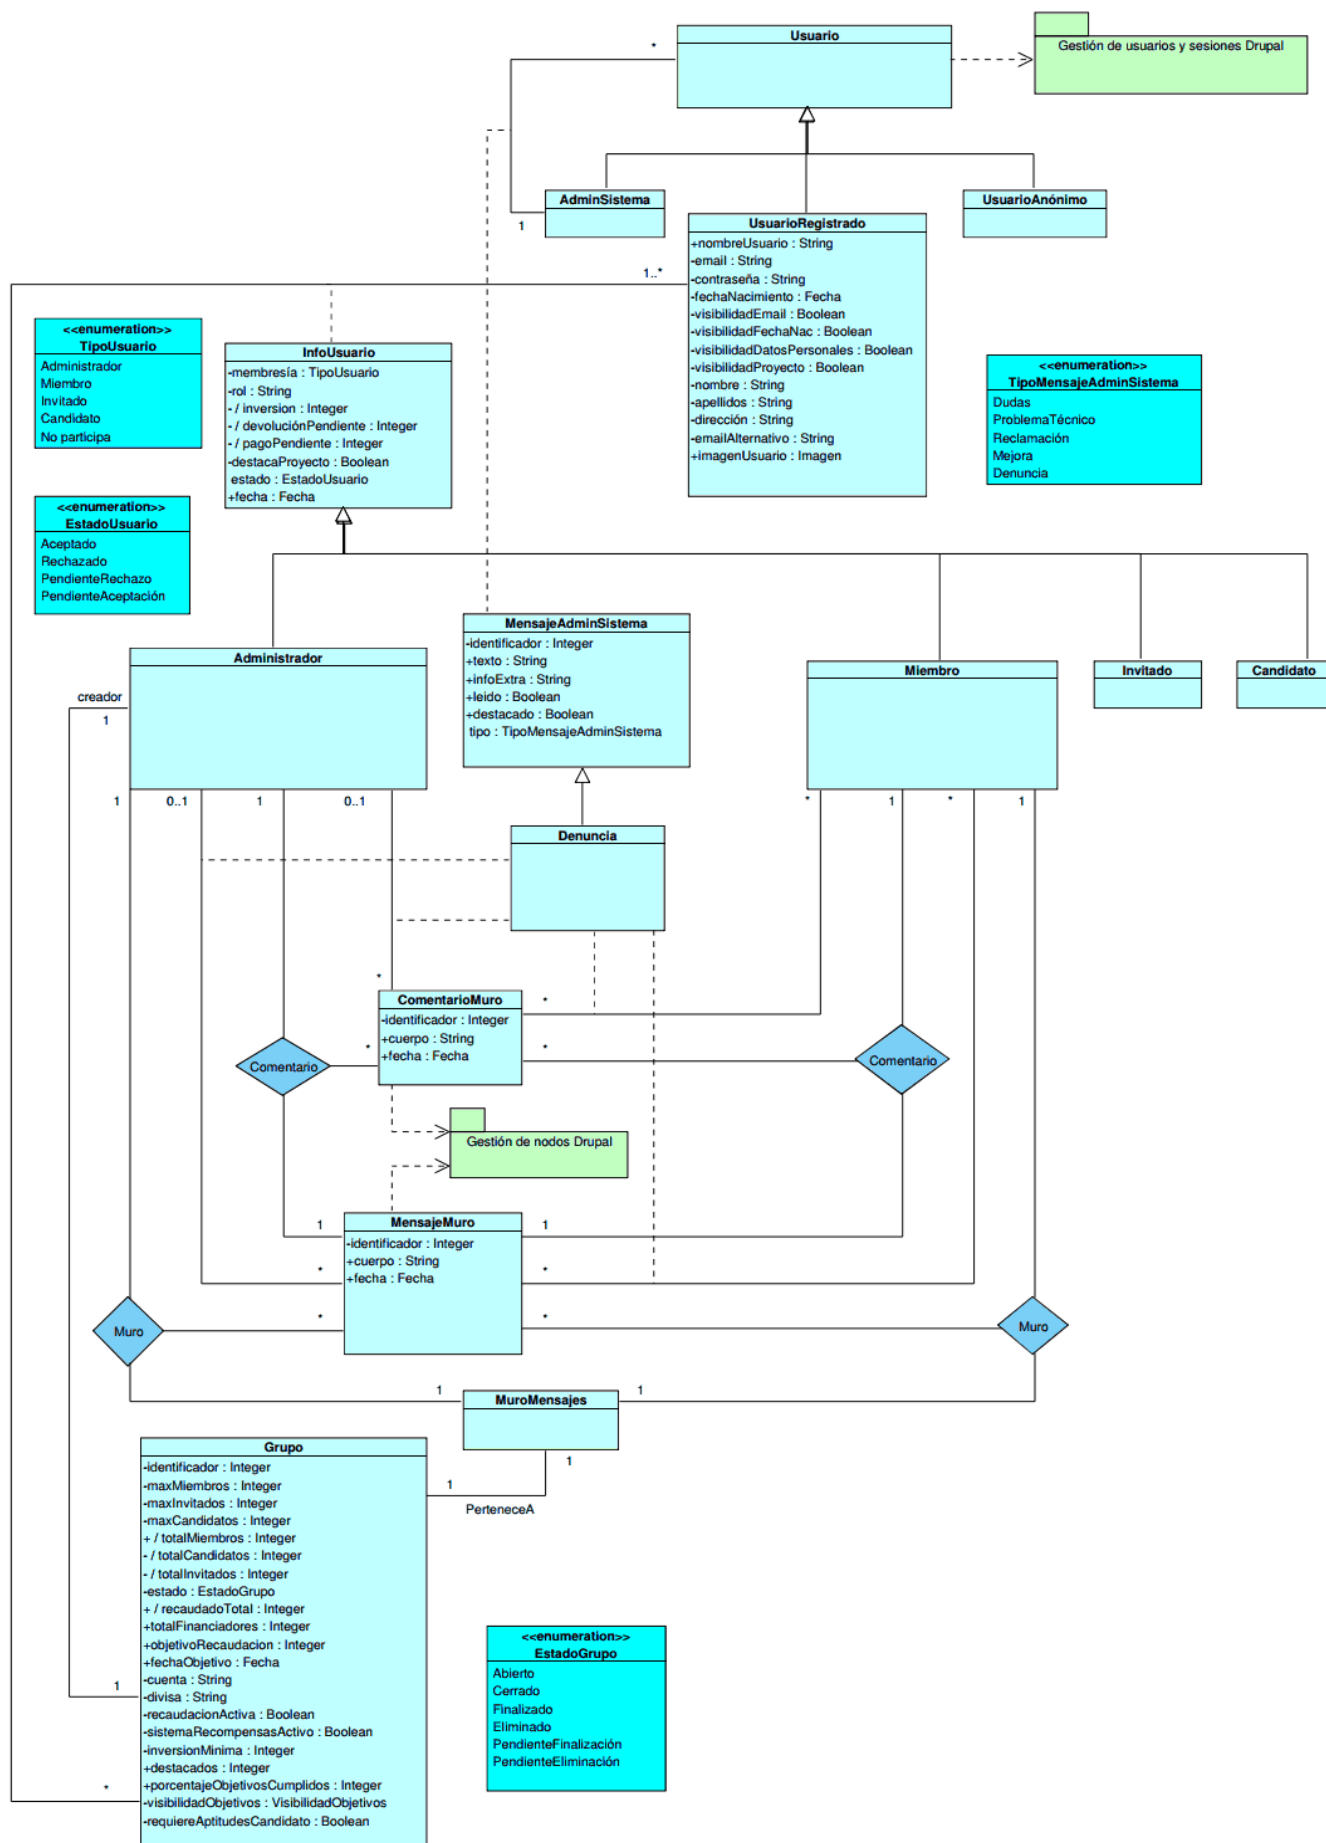 Usuario
Gestión de usuarios y sesiones Drupal
*
AdminSistema
1
UsuarioAnónimo
UsuarioRegistrado
+nombreUsuario : String
-email : String
-contraseña : String
-fechaNacimiento : Fecha
-visibilidadEmail : Boolean
-visibilidadFechaNac : Boolean
-visibilidadDatosPersonales : Boolean
-visibilidadProyecto : Boolean
-nombre : String
-apellidos : String
-dirección : String
-emailAlternativo : String
+imagenUsuario : Imagen
1..*
<<enumeration>>
TipoUsuario
Administrador
Miembro
Invitado
Candidato
No participa
InfoUsuario
-membresía : TipoUsuario
-rol : String
- / inversion : Integer
- / devoluciónPendiente : Integer
- / pagoPendiente : Integer
-destacaProyecto : Boolean
estado : EstadoUsuario
+fecha : Fecha
<<enumeration>>
TipoMensajeAdminSistema
Dudas
ProblemaTécnico
Reclamación
Mejora
Denuncia
<<enumeration>>
EstadoUsuario
Aceptado
Rechazado
PendienteRechazo
PendienteAceptación
MensajeAdminSistema
-identificador : Integer
+texto : String
+infoExtra : String
+leido : Boolean
+destacado : Boolean
tipo : TipoMensajeAdminSistema
Administrador
Miembro
Invitado
Candidato
creador
1
1
0..1
1
0..1
*
1
*
1
Denuncia
*
ComentarioMuro
-identificador : Integer
+cuerpo : String
+fecha : Fecha
*
*
*
Comentario
Comentario
Gestión de nodos Drupal
MensajeMuro
-identificador : Integer
+cuerpo : String
+fecha : Fecha
1
1
*
*
*
*
Muro
Muro
MuroMensajes
1
1
1
1
PerteneceA
Grupo
-identificador : Integer
-maxMiembros : Integer
-maxInvitados : Integer
-maxCandidatos : Integer
+ / totalMiembros : Integer
- / totalCandidatos : Integer
- / totalInvitados : Integer
-estado : EstadoGrupo
+ / recaudadoTotal : Integer
+totalFinanciadores : Integer
+objetivoRecaudacion : Integer
+fechaObjetivo : Fecha
-cuenta : String
-divisa : String
-recaudacionActiva : Boolean
-sistemaRecompensasActivo : Boolean
-inversionMinima : Integer
+destacados : Integer
+porcentajeObjetivosCumplidos : Integer
-visibilidadObjetivos : VisibilidadObjetivos
-requiereAptitudesCandidato : Boolean
1
*
<<enumeration>>
EstadoGrupo
Abierto
Cerrado
Finalizado
Eliminado
PendienteFinalización
PendienteEliminación